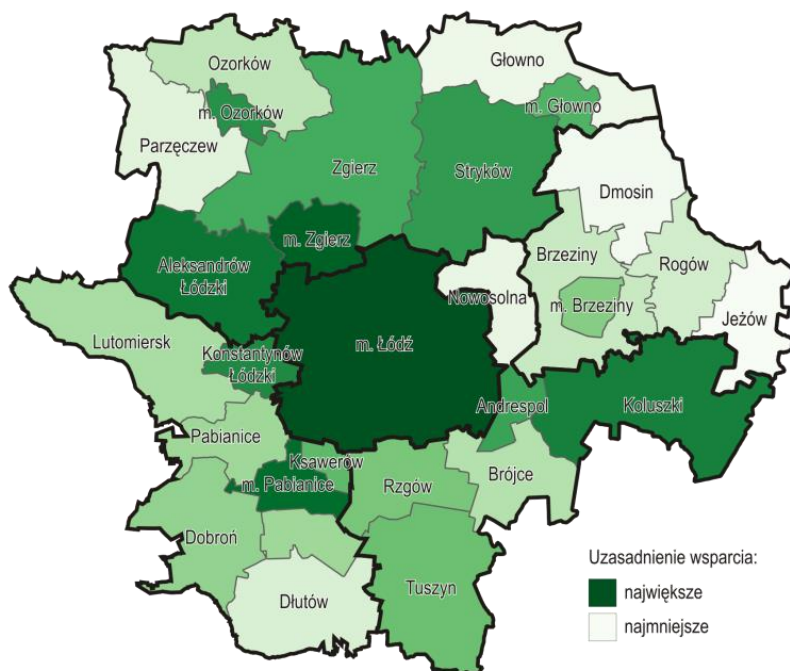 Głowno
Ozorków
m. Głowno
m. Ozorków
Parzęczew
Zgierz
Stryków
Dmosin
m. Zgierz
Brzeziny
Rogów
Aleksandrów
Łódzki
Nowosolna
m. Brzeziny
Jeżów
Lutomiersk
m. Łódź
Konstantynów
Łódzki
Andrespol
Koluszki
Pabianice
Ksawerów
m. Pabianice
Rzgów
Brójce
Dobroń
Tuszyn
Dłutów
Uzasadnienie wsparcia:
największe
najmniejsze